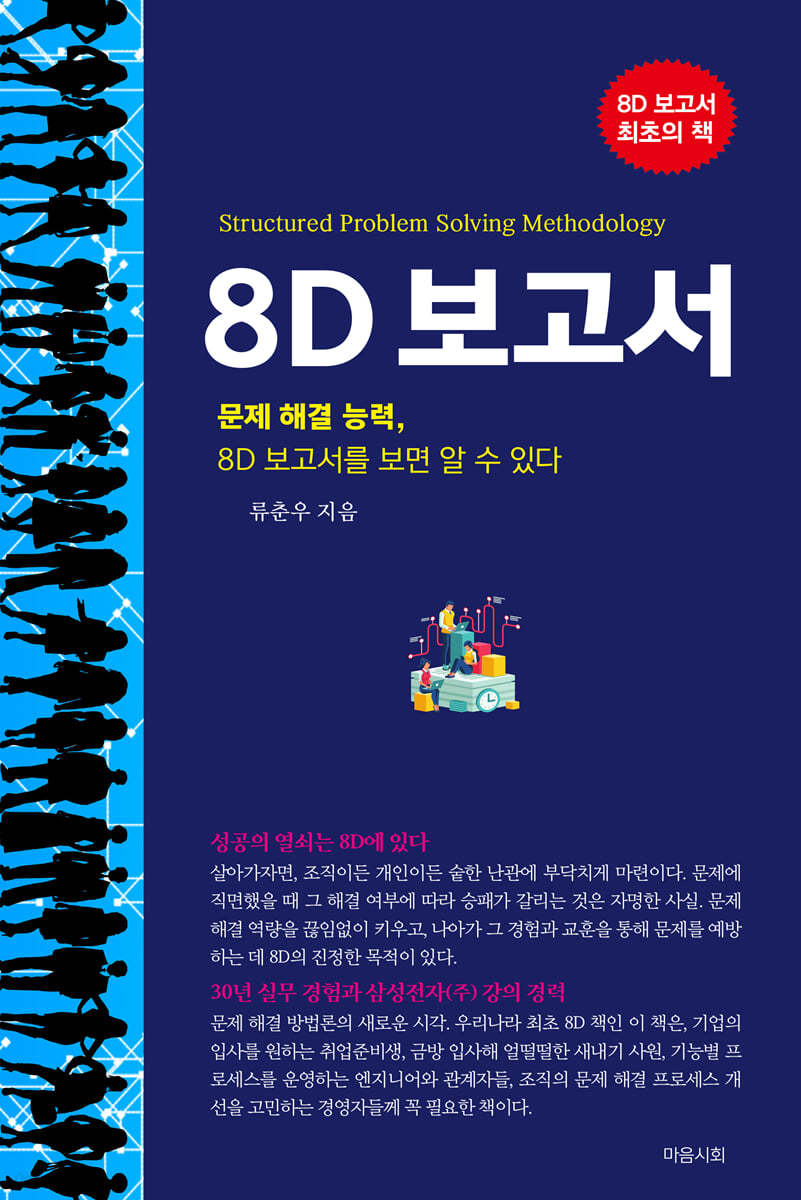 8D 보고서
최초의 책
Structured Problem Solving Methodology
8D 보고서
문제 해결 능력,
8D 보고서를 보면 알 수 있다
류춘우 지음
성공의 열쇠는 8D에 있다
살아가자면, 조직이든 개인이든 숱한 난관에 부닥치게 마련이다. 문제에
직면했을 때 그 해결 여부에 따라 승패가 갈리는 것은 자명한 사실. 문제
해결 역량을 끊임없이 키우고, 나아가 그 경험과 교훈을 통해 문제를 예방
하는 데 8D의 진정한 목적이 있다.
30년 실무 경험과 삼성전자(주) 강의 경력
문제 해결 방법론의 새로운 시각. 우리나라 최초 8D 책인 이 책은, 기업의
입사를 원하는 취업준비생, 금방 입사해 얼떨떨한 새내기 사원, 기능별 프
로세스를 운영하는 엔지니어와 관계자들, 조직의 문제 해결 프로세스 개
선을 고민하는 경영자들께 꼭 필요한 책이다.
마음시회